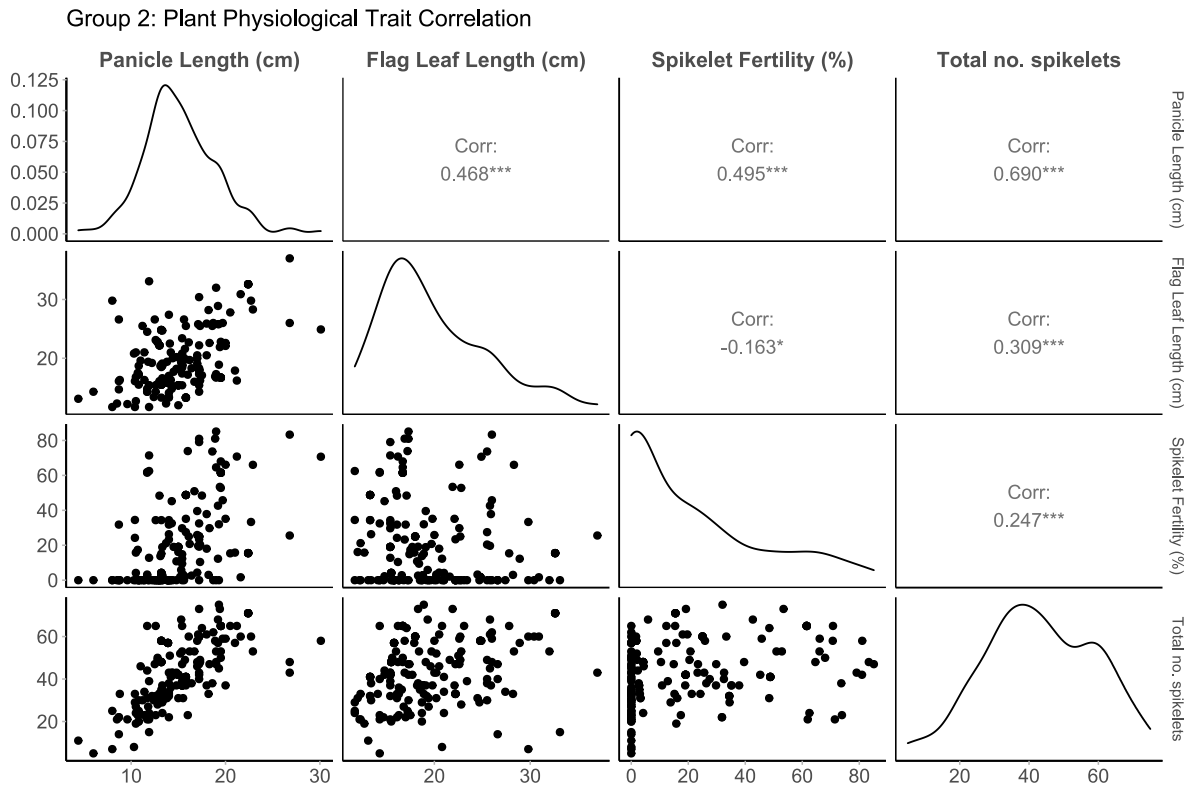 Group 2: Plant Physiological Trait Correlation
Panicle Length (cm) Flag Leaf Length (cm) Spikelet Fertility (%) Total no. spikelets
0.125
0.100
0.075
0.050
0.025
0.000
Corr:
0.468***
Corr:
0.495***
Corr:
0.690***
Panicle Length (cm)
30
20
Corr:
-0.163*
Corr:
0.309***
Flag Leaf Length (cm)
80
60
40
20
0
Corr:
0.247***
Spikelet Fertility (%)
60
40
20
Total no. spikelets
10 20 30 20 30 0 20 40 60 80 20 40 60